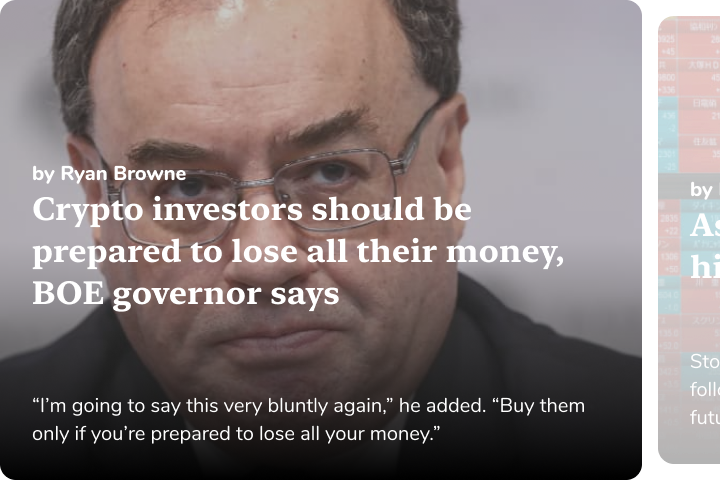 by Ryan Browne
Crypto investors should be
prepared to lose all their money,
BOE governor says
“I’m going to say this very bluntly again,” he added. “Buy them
only if you’re prepared to lose all your money.”
by
As
hi
Sto
foll
futu